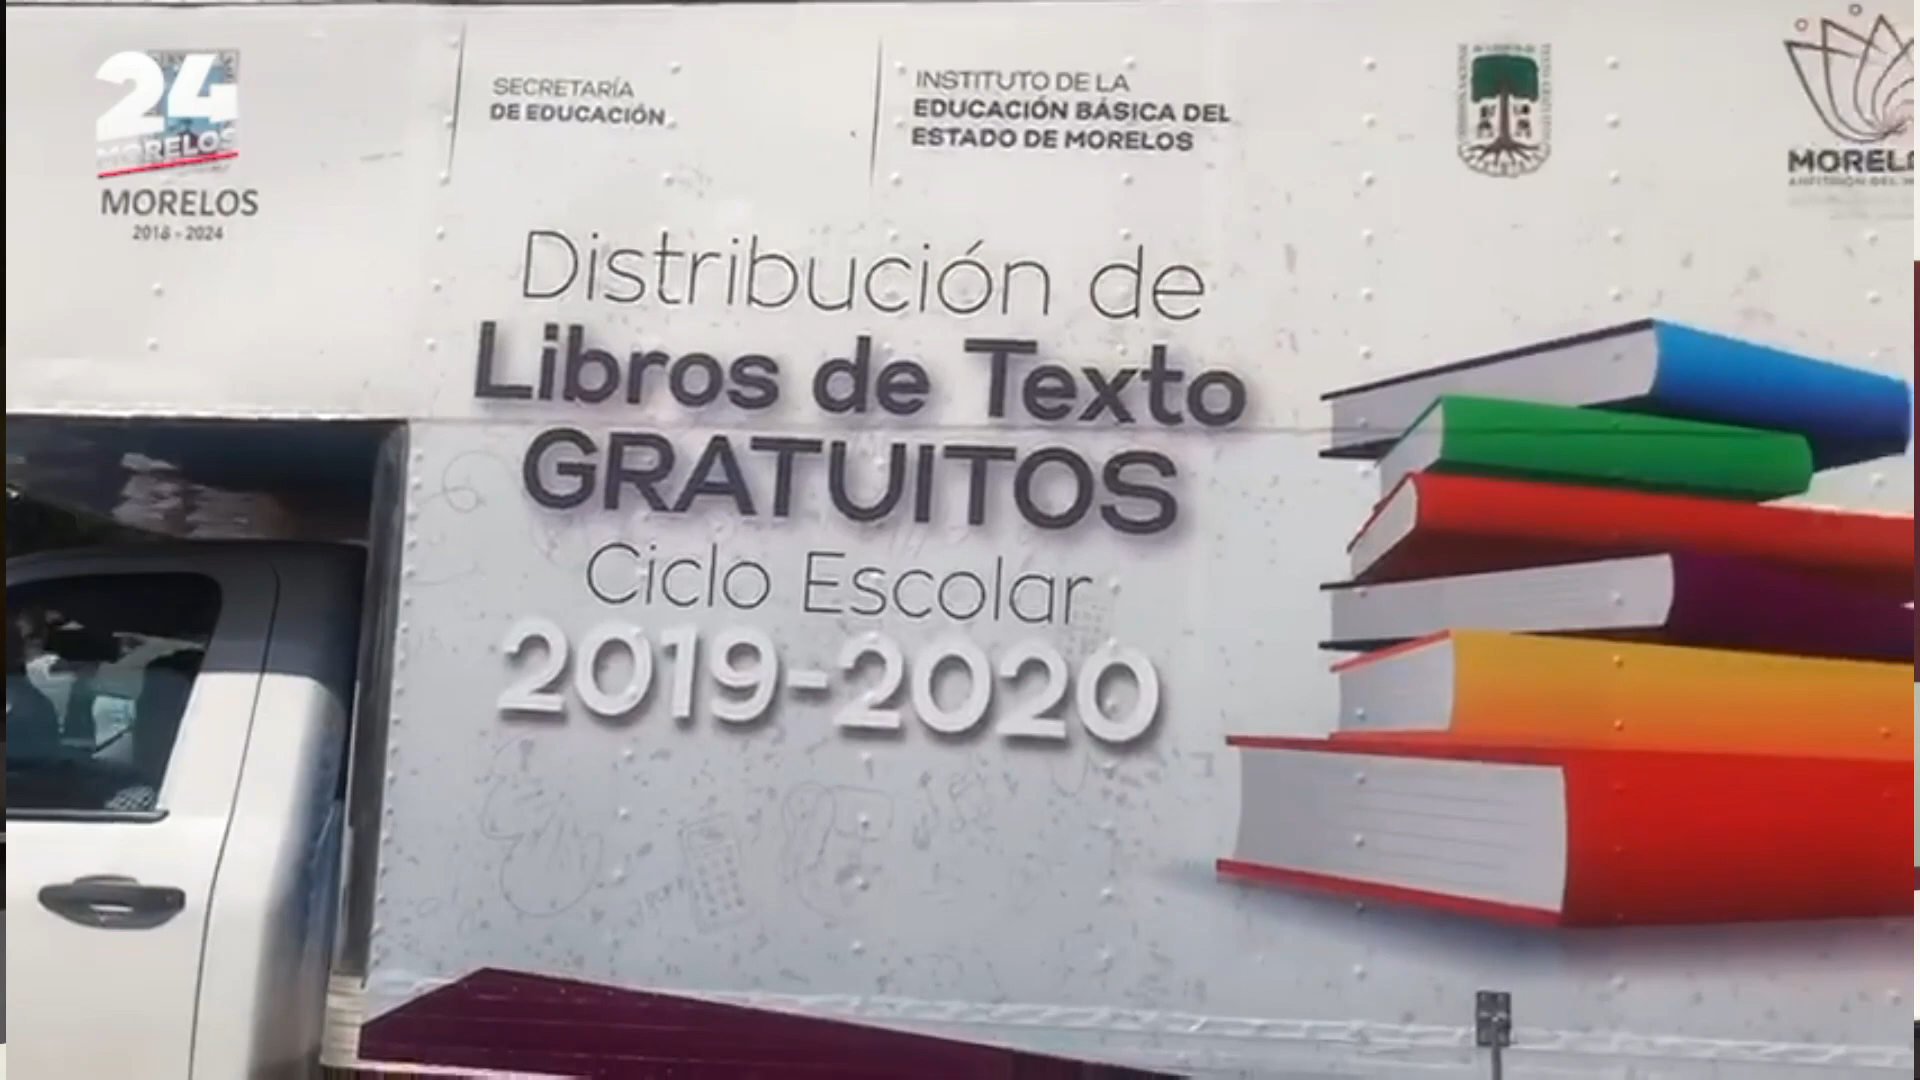 24
MORELOS
MORELOS
2018 - 2024
SECRETARÍA
DE EDUCACIÓN
INSTITUTO DE LA
EDUCACIÓN BÁSICA DEL
ESTADO DE MORELOS
Distribución de
Libros de Texto
GRATUITOS
Ciclo Escolar
2019-2020